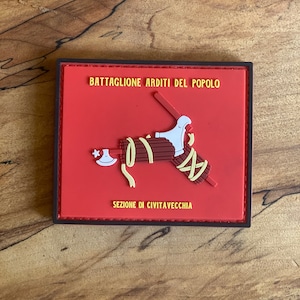 BATTAGLIONE ARDITI DEL POPOLO
SEZIONE DI CIVITAVECCHIA